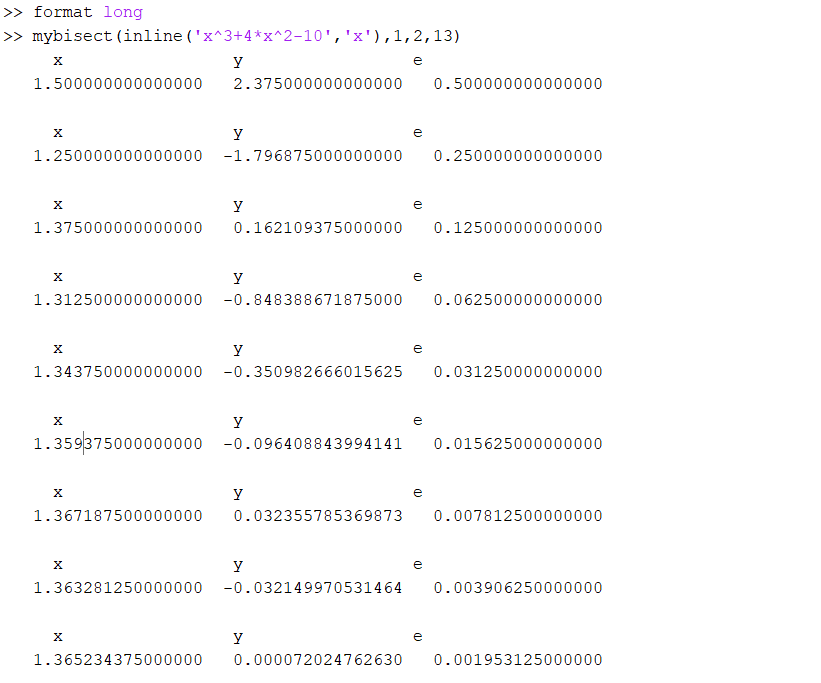 >> format long
>> mybisect(inline('x^3+4*x^2-10','x'),1,2,13)
x y e
1.500000000000000 2.375000000000000 0.500000000000000
x y e
1.250000000000000 -1.796875000000000 0.250000000000000
x y e
1.375000000000000 0.162109375000000 0.125000000000000
x y e
1.312500000000000 -0.848388671875000 0.062500000000000
x y e
1.343750000000000 -0.350982666015625 0.031250000000000
x y e
1.359375000000000 -0.096408843994141 0.015625000000000
x y e
1.367187500000000 0.032355785369873 0.007812500000000
x y e
1.363281250000000 -0.032149970531464 0.003906250000000
x y e
1.365234375000000 0.000072024762630 0.001953125000000